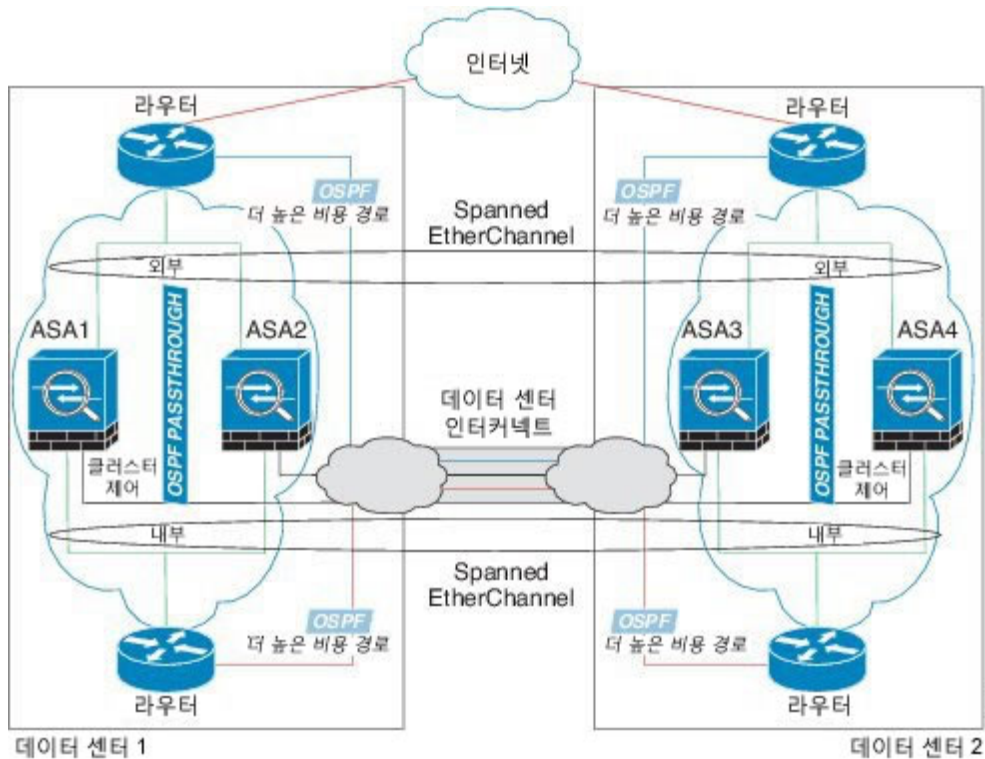 인터넷
라우터
라우터
OSPF
더 높은 비용 경로
Spanned
EtherChannel
OSPF
더 높은 비용 경로
외부
외부
ASA1
OSPF PASSTHROUGH
ASA2
ASA3
OSPF PASSTHROUGH
ASA4
데이터 센터
인터커넥트
클러스터
제어
클러스터
제어
내부
내부
Spanned
EtherChannel
OSPF
더 높은 비용 경로
OSPF
더 높은 비용 경로
라우터
라우터
데이터 센터 1
데이터 센터 2